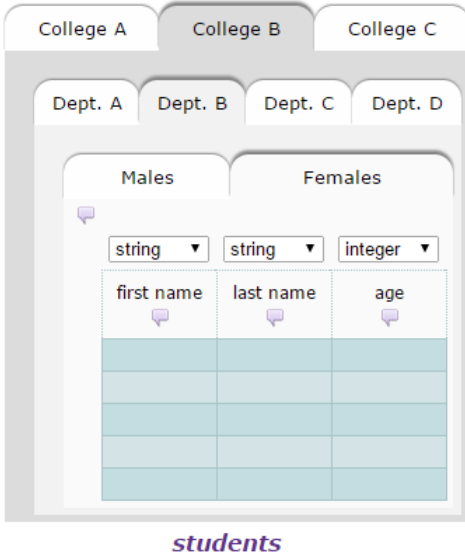 College A College B College C
Dept. A Dept. B Dept. C Dept. D
Males Females
string string integer
first name last name age
students